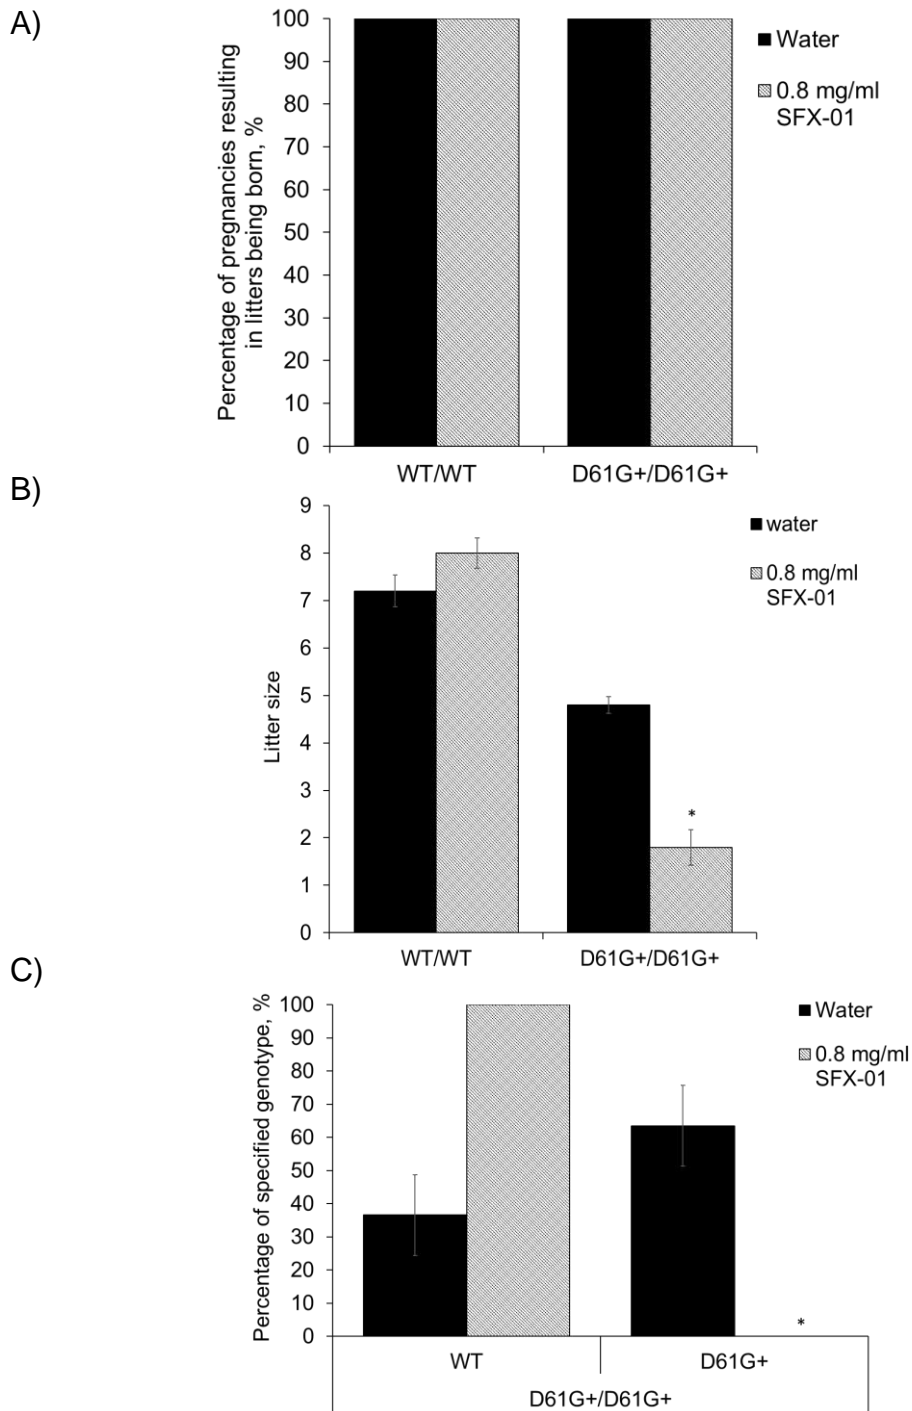 A)
Percentage of pregnancies resulting
in litters being born, %
100
90
80
70
60
50
40
30
20
10
0
WT/WT
D61G+/D61G+
Water
0.8 mg/ml
SFX-01
B)
Litter size
9
8
7
6
5
4
3
2
1
0
*
WT/WT
D61G+/D61G+
water
0.8 mg/ml
SFX-01
C)
Percentage of specified genotype, %
100
90
80
70
60
50
40
30
20
10
0
*
WT
D61G+
D61G+/D61G+
Water
0.8 mg/ml
SFX-01